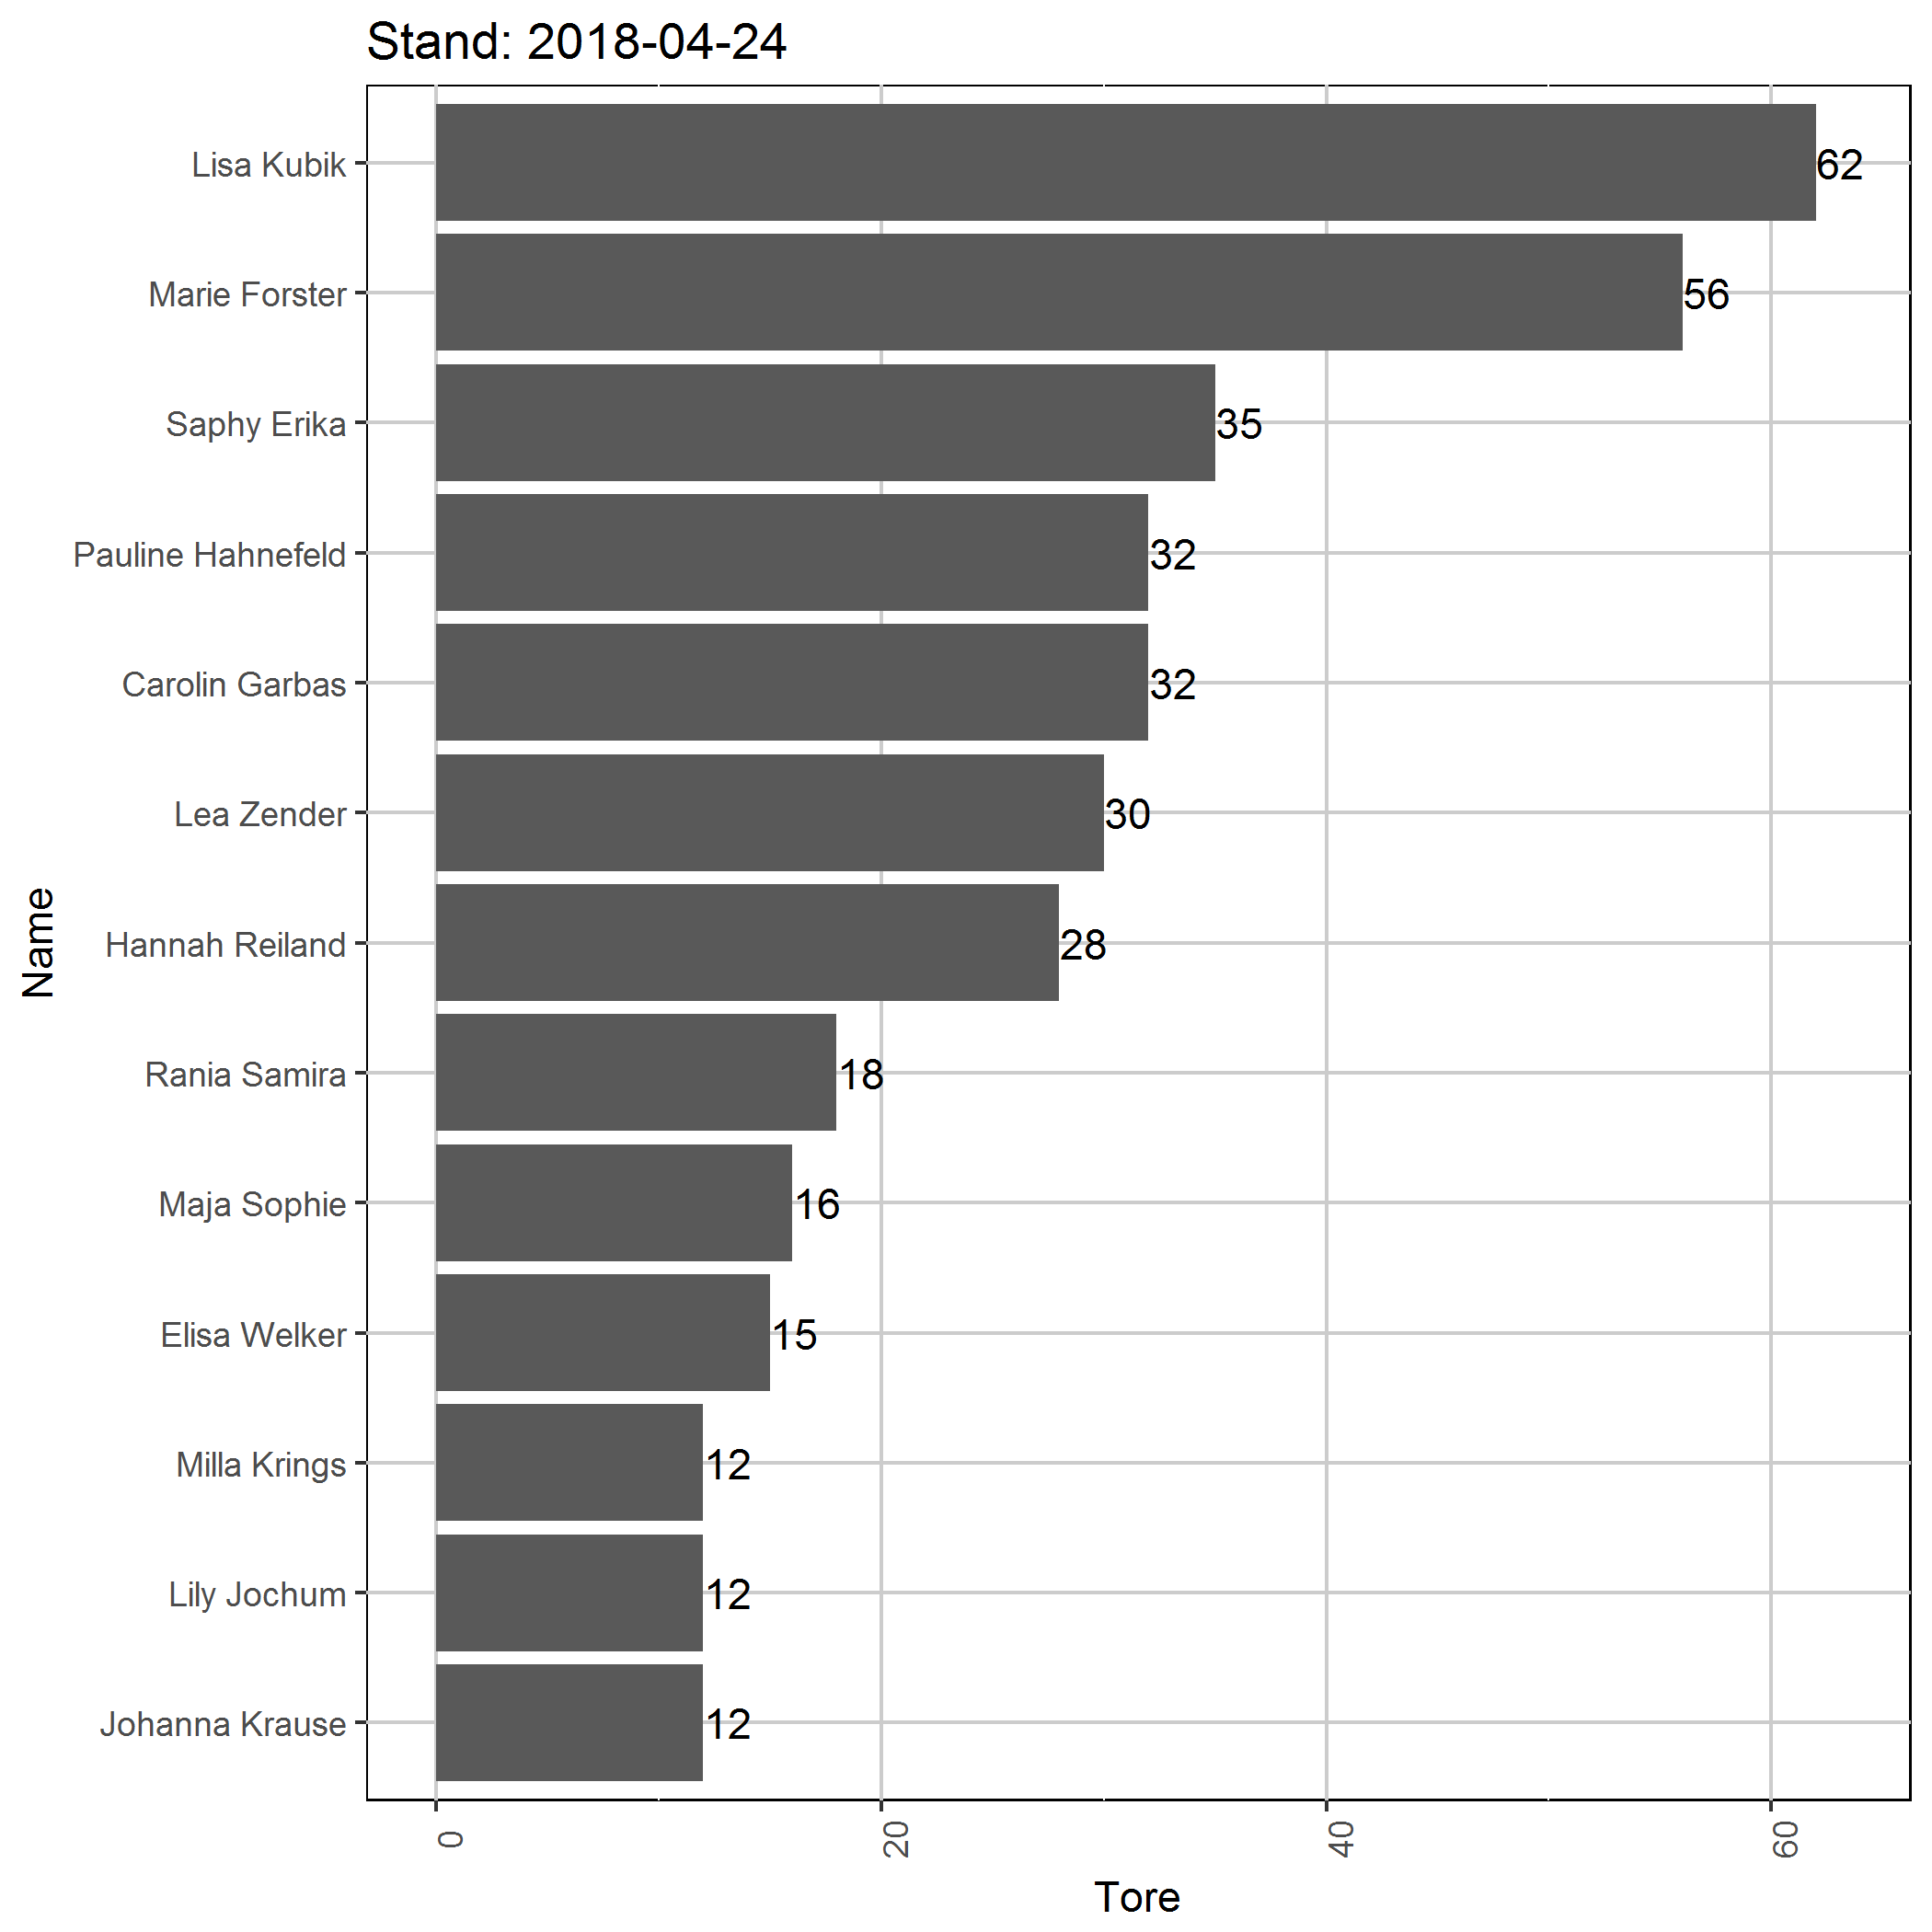 Stand: 2018-04-24
Name
Lisa Kubik 62
Marie Forster 56
Saphy Erika 35
Pauline Hahnefeld 32
Carolin Garbas 32
Lea Zender 30
Hannah Reiland 28
Rania Samira 18
Maja Sophie 16
Elisa Welker 15
Milla Krings 12
Lily Jochum 12
Johanna Krause 12
0 20 40 60
Tore